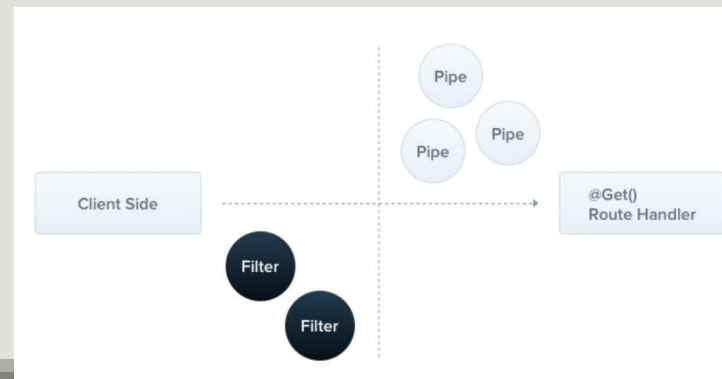 Pipe
Pipe
Pipe
Client Side
@Get()
Route Handler
Filter
Filter